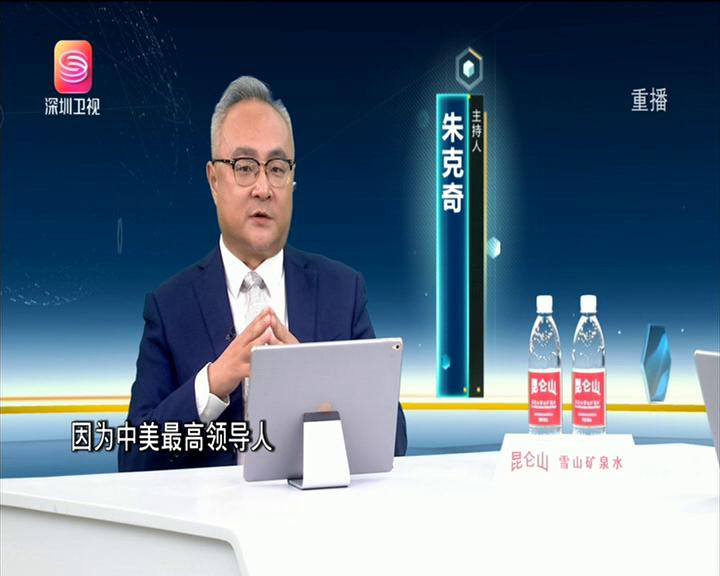 深圳卫视
重播
主持人
朱克奇
昆仑山
昆仑山
因为中美最高领导人
昆仑山 雪山矿泉水